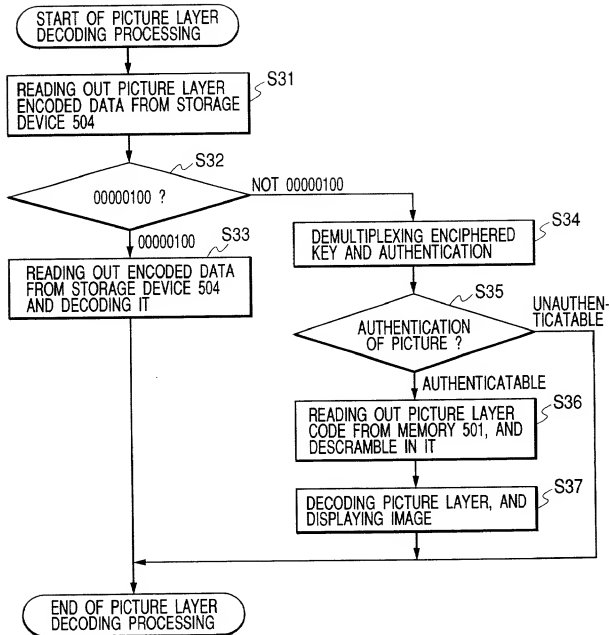 START OF PICTURE LAYER
DECODING PROCESSING
S31
READING OUT PICTURE LAYER
ENCODED DATA FROM STORAGE
DEVICE 504
S32
00000100 ?
NOT 00000100
00000100
S33
READING OUT ENCODED DATA
FROM STORAGE DEVICE 504
AND DECODING IT
S34
DEMULTIPLEXING ENCIPHERED
KEY AND AUTHENTICATION
S35
AUTHENTICATION
OF PICTURE ?
UNAUTHEN-
TICATABLE
AUTHENTICATABLE
S36
READING OUT PICTURE LAYER
CODE FROM MEMORY 501, AND
DESCRAMBLE IN IT
S37
DECODING PICTURE LAYER, AND
DISPLAYING IMAGE
END OF PICTURE LAYER
DECODING PROCESSING